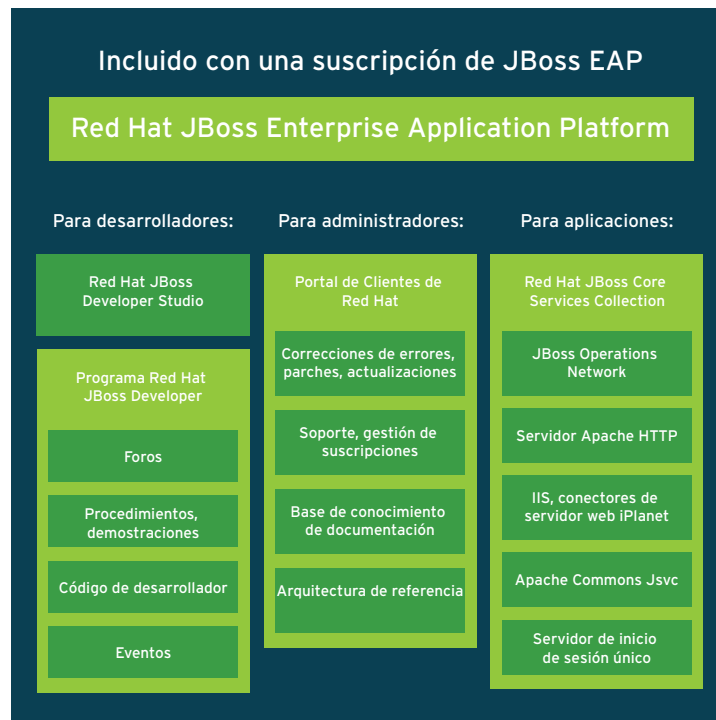 Incluido con una suscripción de JBoss EAP
Red Hat JBoss Enterprise Application Platform
Para desarrolladores:
Red Hat JBoss
Developer Studio
Programa Red Hat
JBoss Developer
Foros
Procedimientos,
demostraciones
Código de desarrollador
Eventos
Para administradores:
Portal de Clientes de
Red Hat
Correcciones de errores,
parches, actualizaciones
Soporte, gestión de
suscripciones
Base de conocimiento
de documentación
Arquitectura de referencia
Para aplicaciones:
Red Hat JBoss Core
Services Collection
JBoss Operations
Network
Servidor Apache HTTP
IIS, conectores de
servidor web iPlanet
Apache Commons Jsvc
Servidor de inicio
de sesión único